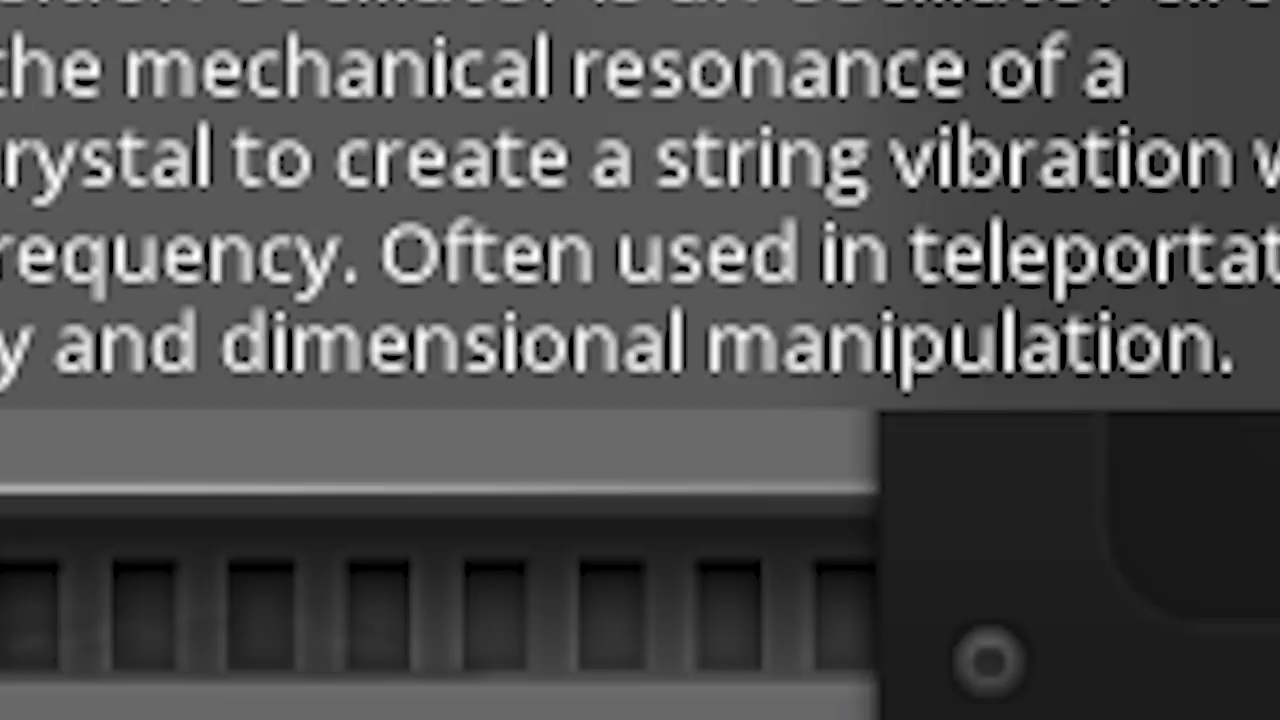 the mechanical resonance of a
rystal to create a string vibration
requency. Often used in teleportat
y and dimensional manipulation.